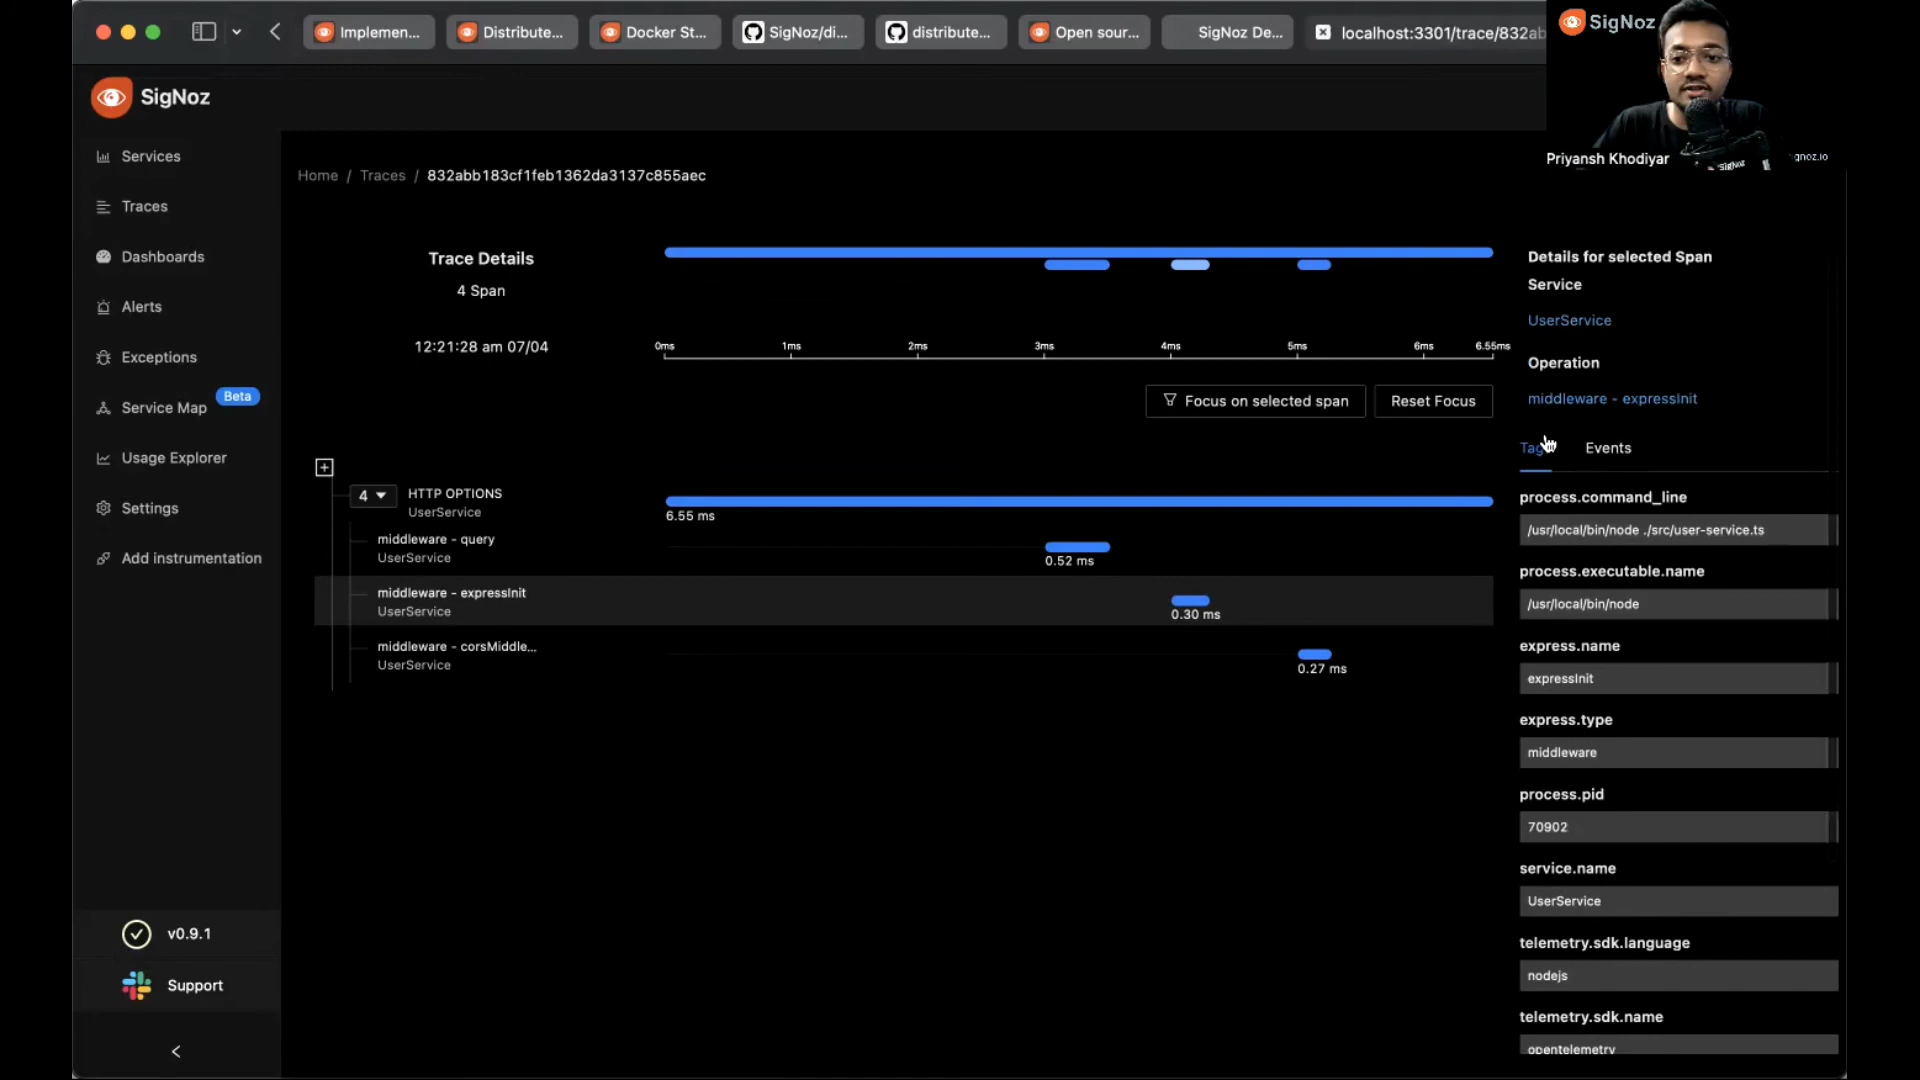 Implemen...
Distribute...
Docker St...
SigNoz/di...
distribute...
Open sour...
SigNoz De...
localhost:3301/trace/832ab
SigNoz
Priyansh Khodiyar
SigNoz
Services
Traces
Dashboards
Alerts
Exceptions
Service Map
Beta
Usage Explorer
Settings
Add instrumentation
v0.9.1
Support
Home / Traces / 832abb183cf1feb1362da3137c855aec
Trace Details
4 Span
12:21:28 am 07/04
0ms 1ms 2ms 3ms 4ms 5ms 6ms 6.55ms
Focus on selected span
Reset Focus
4
HTTP OPTIONS
UserService
6.55 ms
middleware - query
UserService
0.52 ms
middleware - expressInit
UserService
0.30 ms
middleware - corsMiddle...
UserService
0.27 ms
Details for selected Span
Service
UserService
Operation
middleware - expressInit
Events
process.command_line
/usr/local/bin/node ./src/user-service.ts
process.executable.name
/usr/local/bin/node
express.name
expressInit
express.type
middleware
process.pid
70902
service.name
UserService
telemetry.sdk.language
nodejs
telemetry.sdk.name
opentelemetry